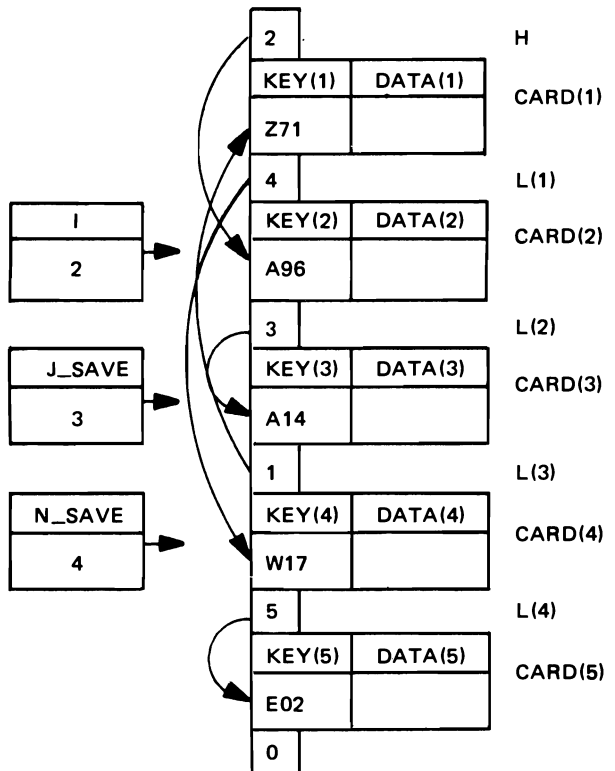 2 H
KEY(1) DATA(1)
CARD(1)
Z71
4 L(1)
I
2
KEY(2) DATA(2)
CARD(2)
A96
3 L(2)
J_SAVE
3
KEY(3) DATA(3)
CARD(3)
A14
1 L(3)
N_SAVE
4
KEY(4) DATA(4)
CARD(4)
W17
5 L(4)
KEY(5) DATA(5)
CARD(5)
E02
0